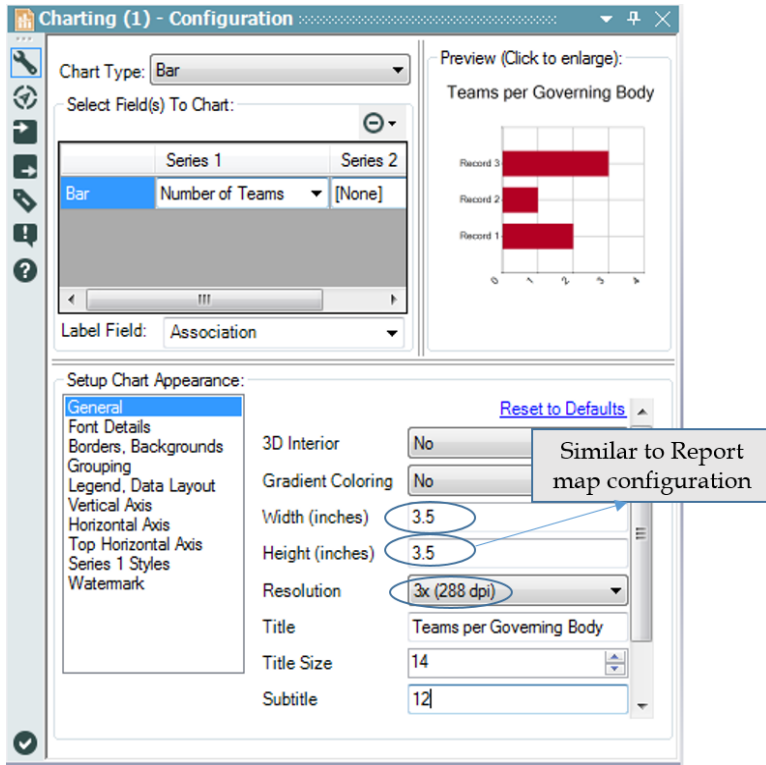 Charting (1) - Configuration
Chart Type: Bar
Select Field(s) To Chart:
Series 1 Series 2
Bar Number of Teams [None]
Label Field: Association
Preview (Click to enlarge):
Teams per Governing Body
Record 3
Record 2
Record 1
0 1 2 3 4
Setup Chart Appearance:
General
Font Details
Borders, Backgrounds
Grouping
Legend, Data Layout
Vertical Axis
Horizontal Axis
Top Horizontal Axis
Series 1 Styles
Watermark
Reset to Defaults
3D Interior No
Gradient Coloring No
Width (inches) 3.5
Height (inches) 3.5
Resolution 3x (288 dpi)
Title Teams per Governing Body
Title Size 14
Subtitle 12
Similar to Report
map configuration